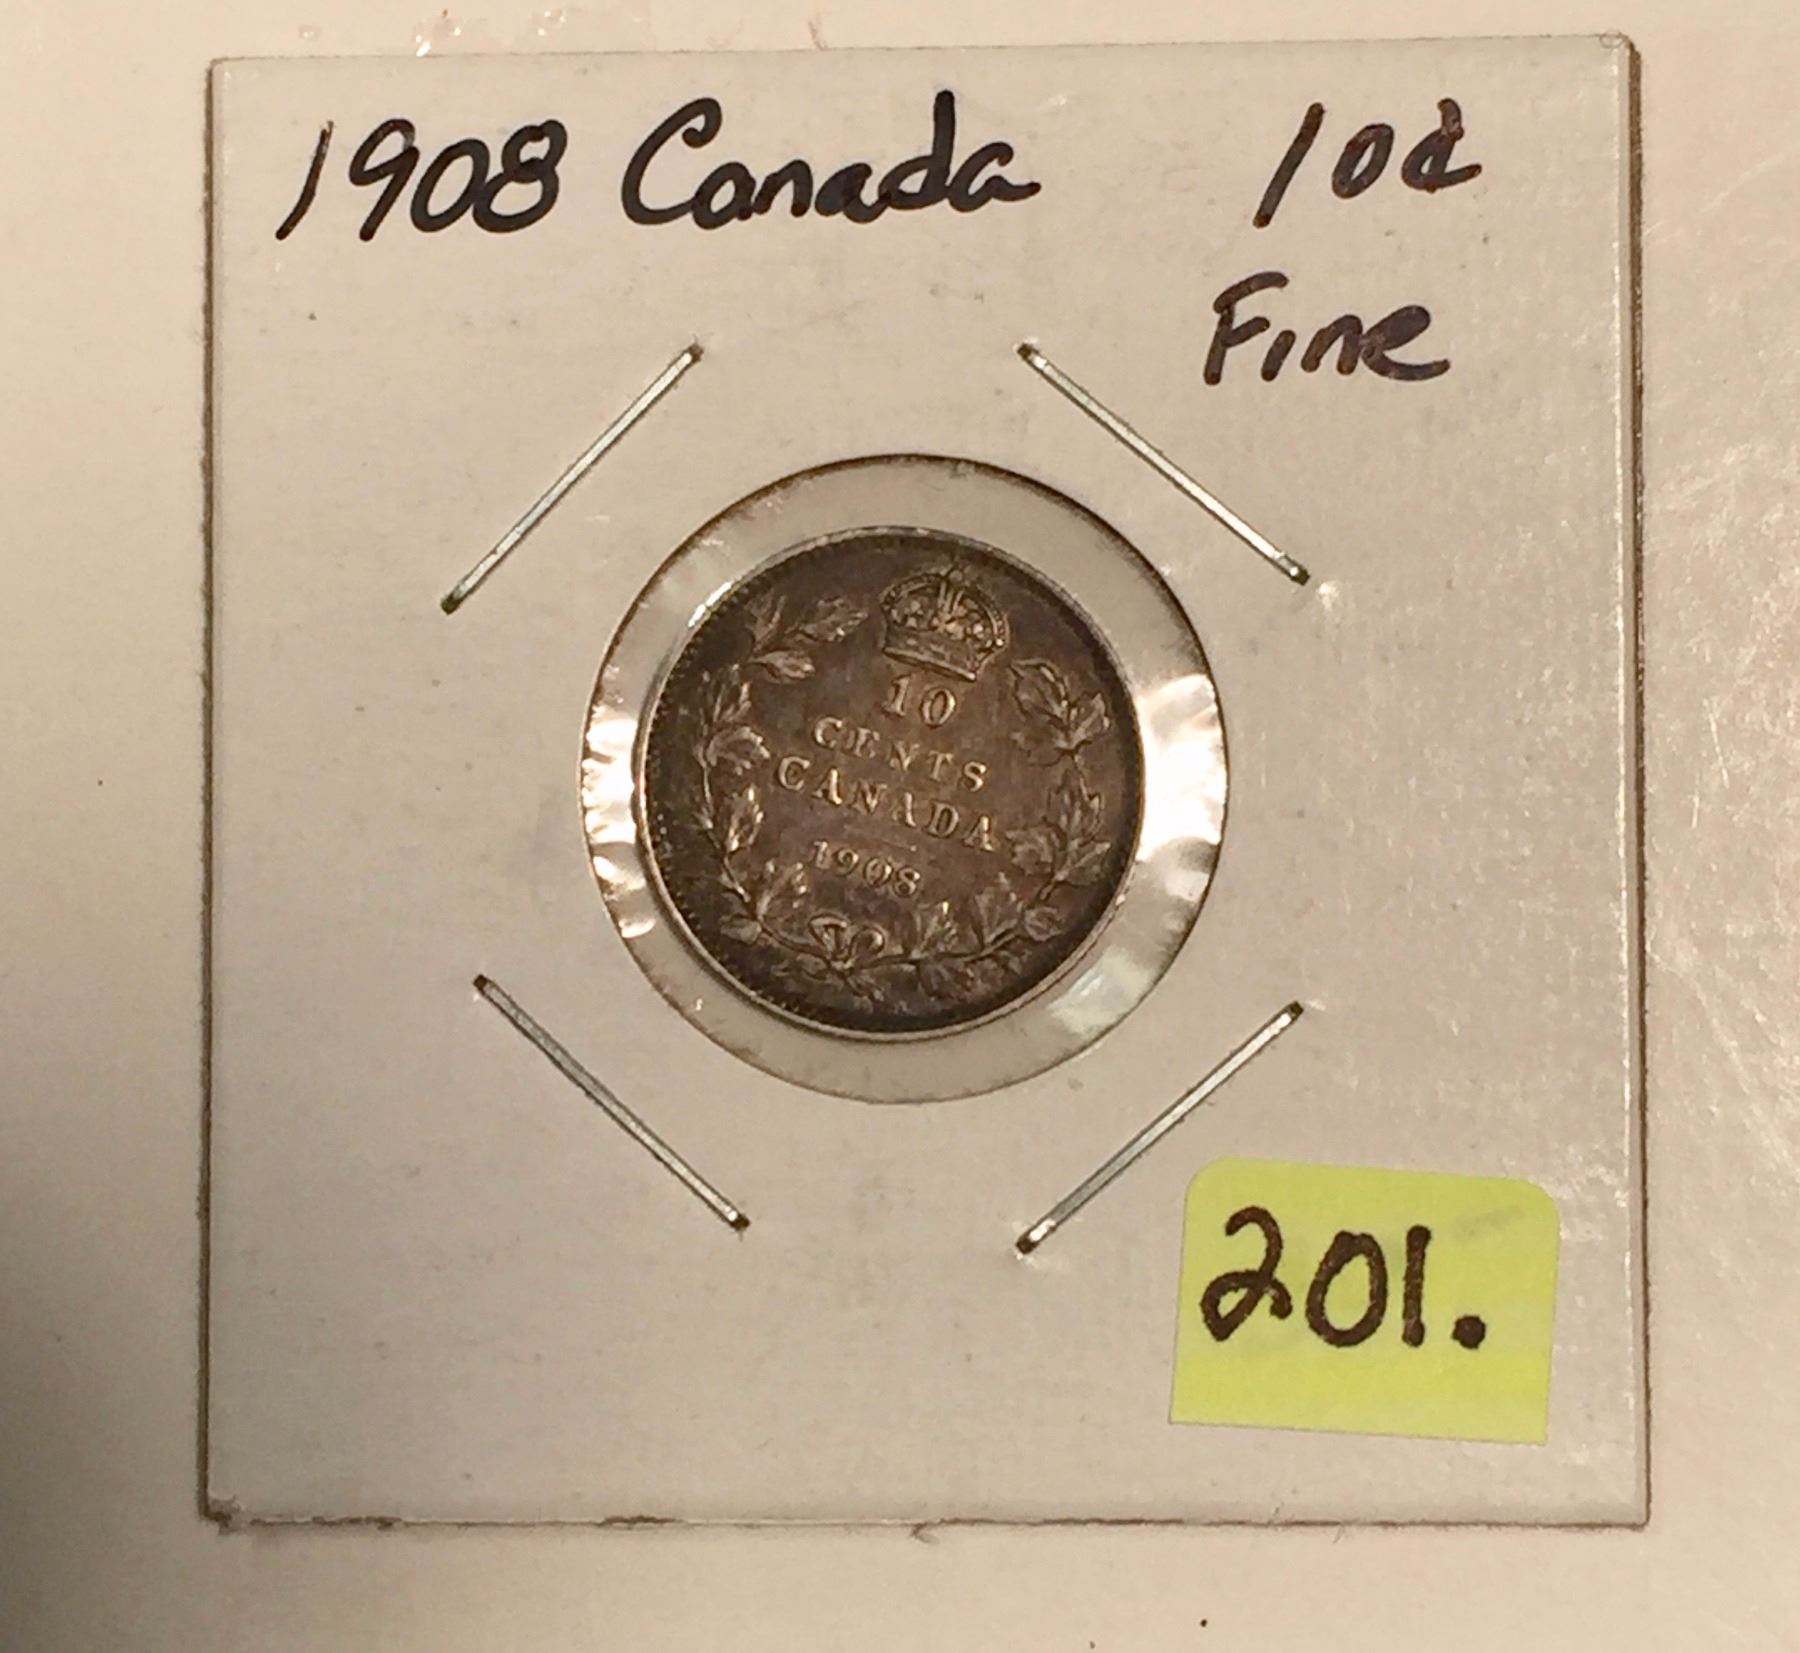 1908 Canada 10¢
Fine
10
CENTS
CANADA
1908
201.